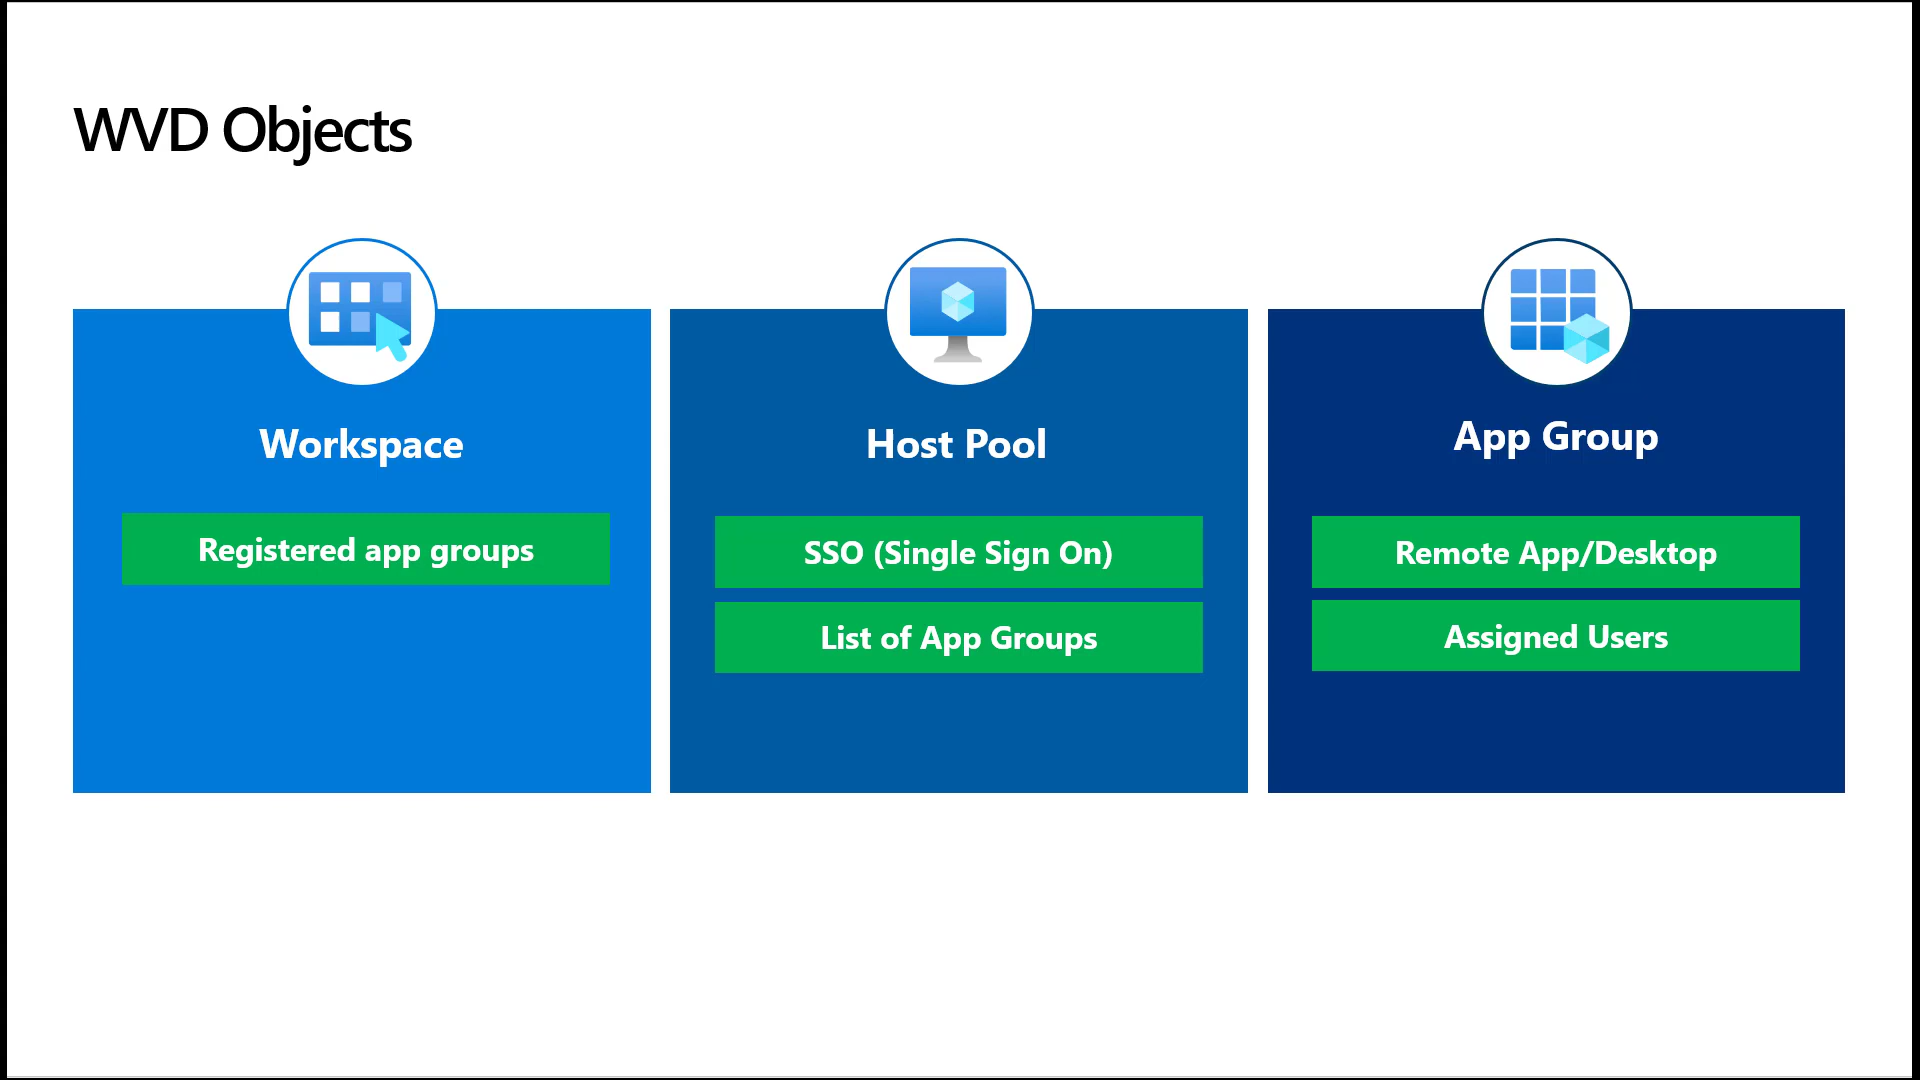 WVD Objects
Workspace
Registered app groups
Host Pool
SSO (Single Sign On)
List of App Groups
App Group
Remote App/Desktop
Assigned Users